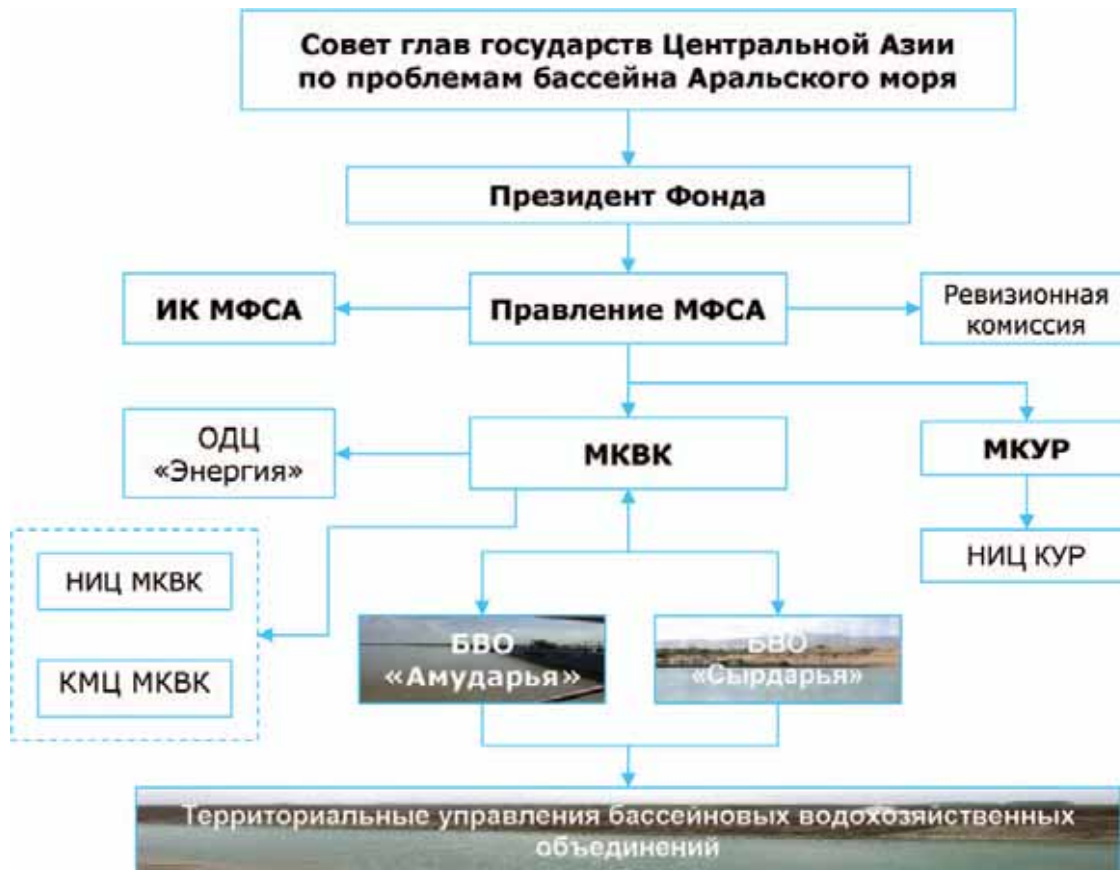 Совет глав государств Центральной Азии
по проблемам бассейна Аральского моря
Президент Фонда
ИК МФСА
Правление МФСА
Ревизионная
комиссия
ОДЦ
«Энергия»
МКВК
МКУР
НИЦ МКВК
НИЦ КУР
КМЦ МКВК
БВО
«Амударья»
БВО
«Сырдарья»
Территориальные управления бассейновых водохозяйственных
объединений